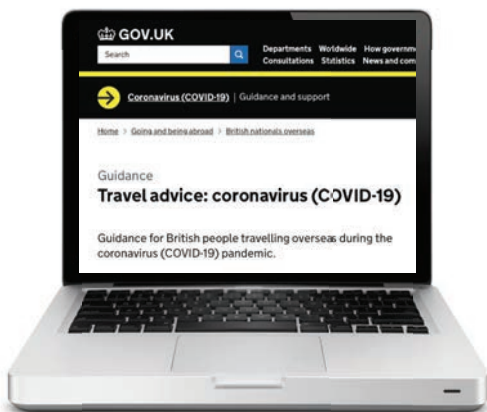 GOV.UK
Search
Departments Worldwide How governme
Consultations Statistics News and com
Coronavirus (COVID-19) | Guidance and support
Home > Going and being abroad > British nationals overseas
Guidance
Travel advice: coronavirus (COVID-19)
Guidance for British people travelling overseas during the
coronavirus (COVID-19) pandemic.